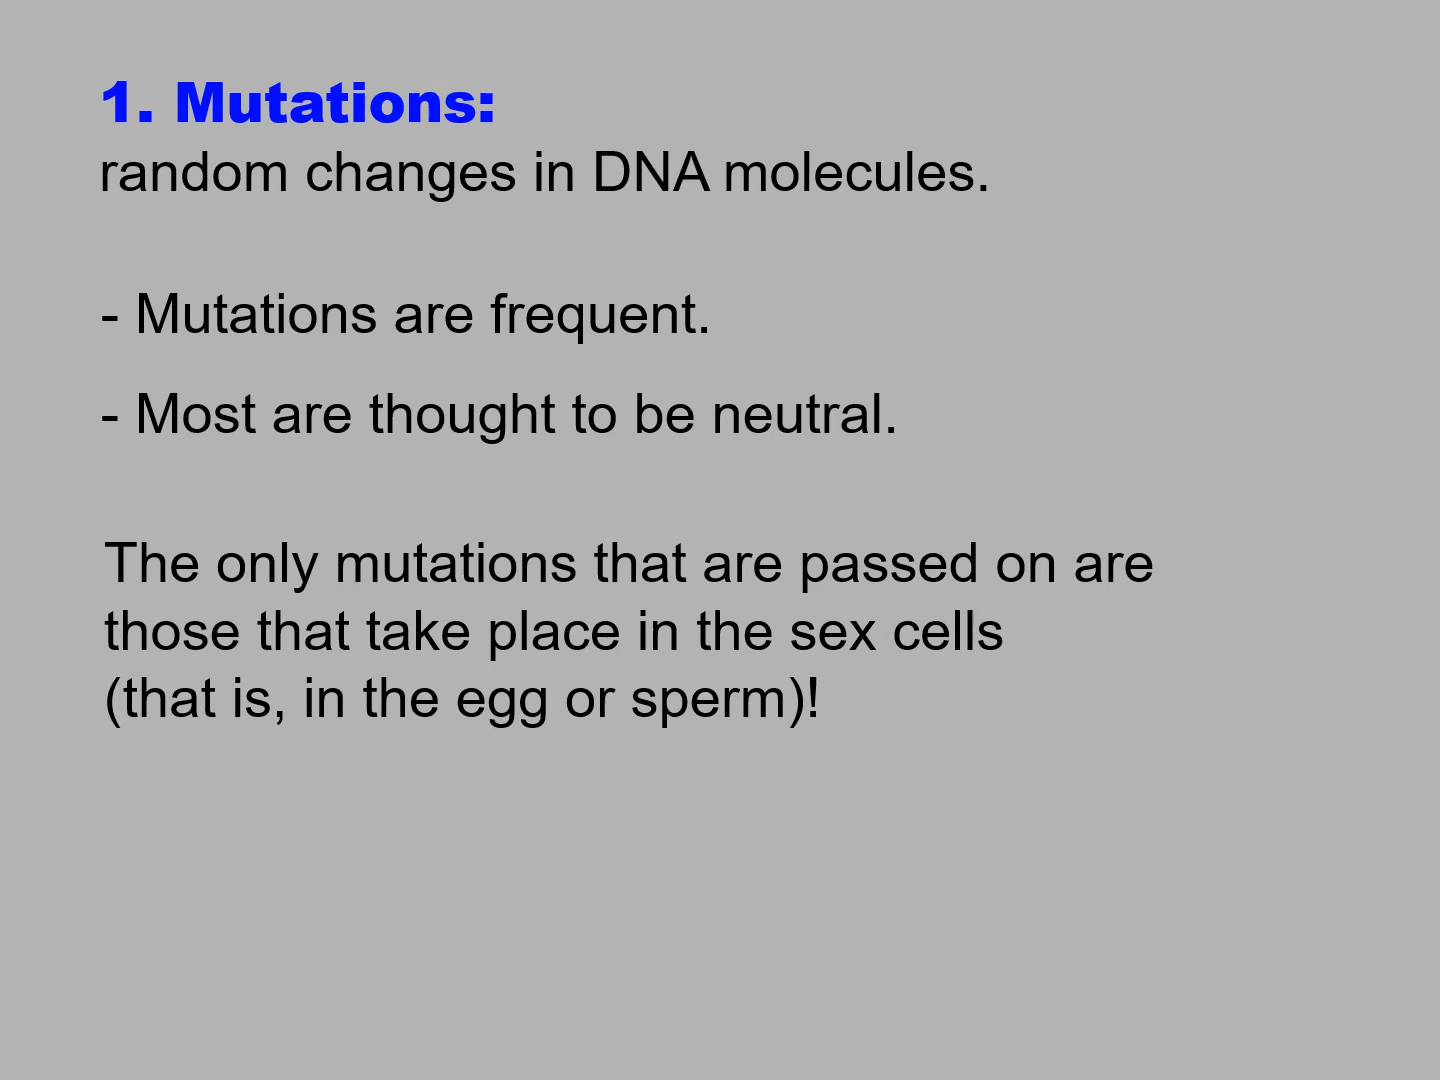 1. Mutations:
random changes in DNA molecules.
- Mutations are frequent.
- Most are thought to be neutral.
The only mutations that are passed on are
those that take place in the sex cells
(that is, in the egg or sperm)!